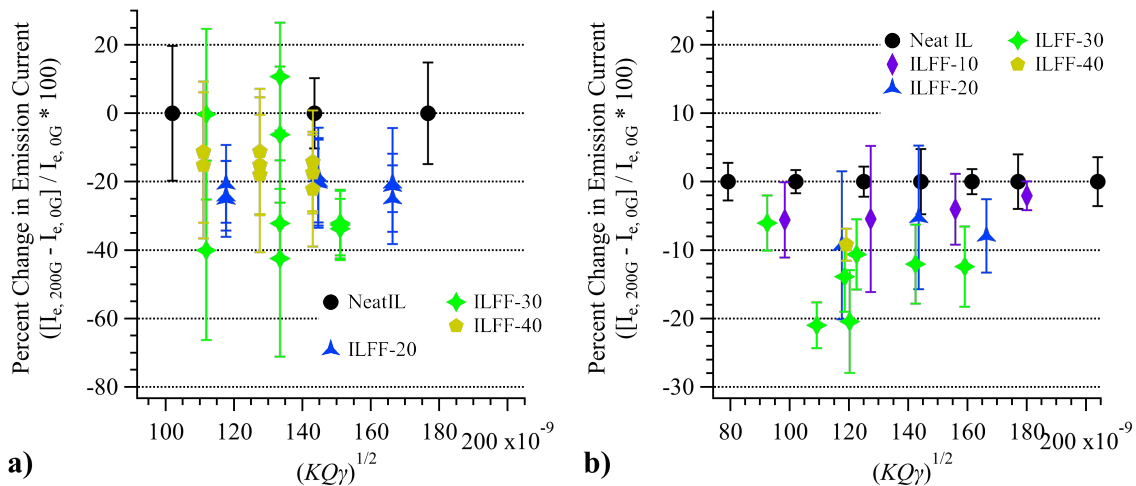 Percent Change in Emission Current
([I_e, 200G - I_e, 0G] / I_e, 0G * 100)
20
0
-20
-40
-60
-80
NeatIL
ILFF-30
ILFF-40
ILFF-20
100
120
140
160
180
200 x10^-9
(KQγ)^1/2
a)
Percent Change in Emission Current
([I_e, 200G - I_e, 0G] / I_e, 0G * 100)
20
10
0
-10
-20
-30
Neat IL
ILFF-30
ILFF-10
ILFF-40
ILFF-20
80
100
120
140
160
180
200 x10^-9
(KQγ)^1/2
b)